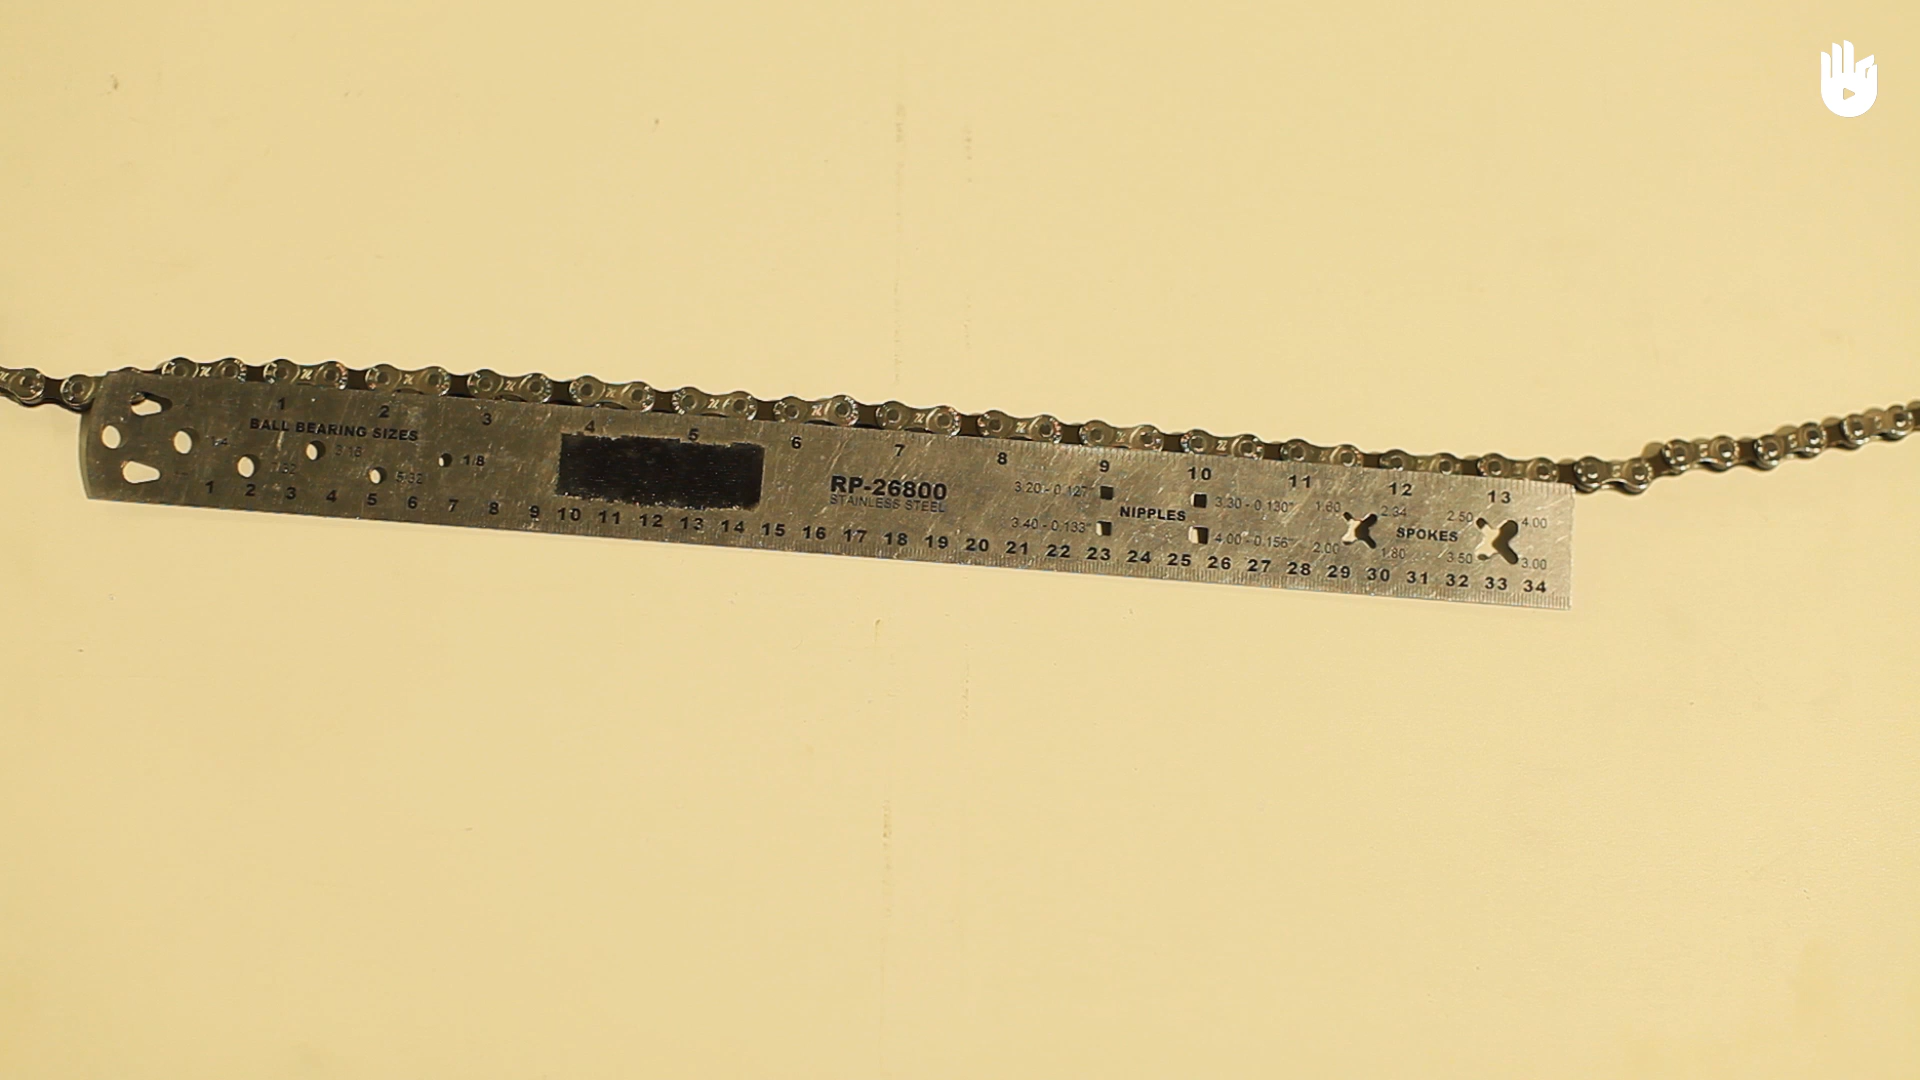 1 2 3 4 5 6 7 8 9 10 11 12 13
BALL BEARING SIZES
1/4 7/32 3/16 5/32 1/8
RP-26800
STAINLESS STEEL
3.20 - 0.127" 3.30 - 0.130"
NIPPLES
3.40 - 0.133" 4.00 - 0.156"
1.60 2.34
2.00 1.80
SPOKES
2.50 4.00
3.50 3.00
1 2 3 4 5 6 7 8 9 10 11 12 13 14 15 16 17 18 19 20 21 22 23 24 25 26 27 28 29 30 31 32 33 34